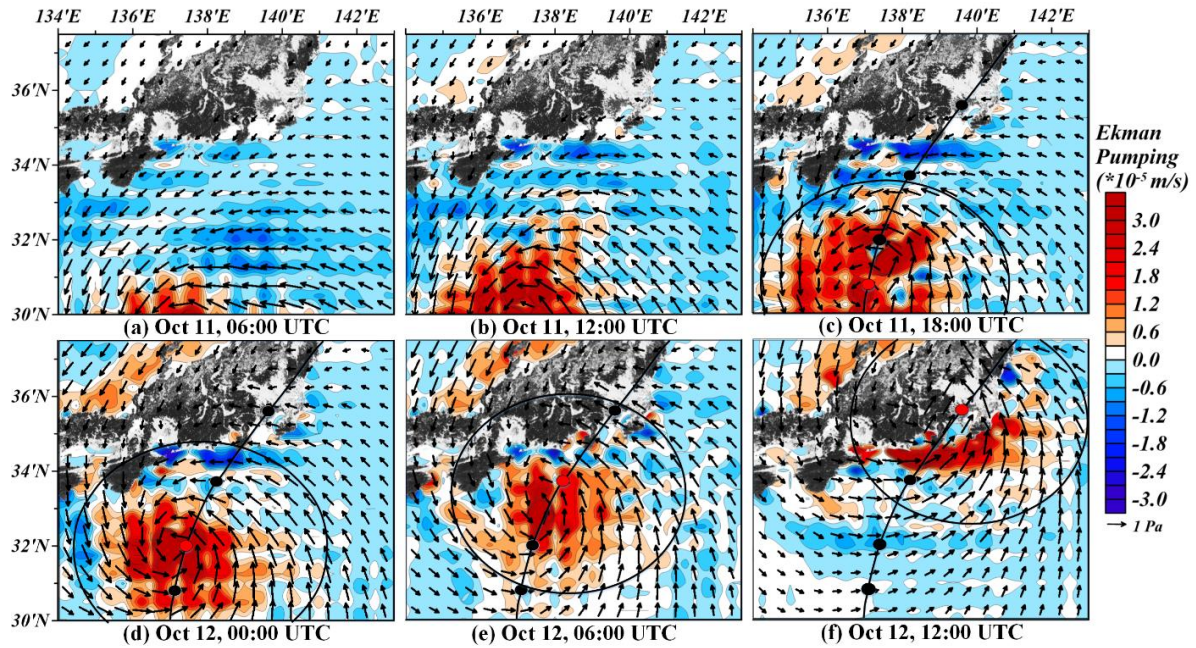 134°E 136°E 138°E 140°E 142°E 136°E 138°E 140°E 142°E 136°E 138°E 140°E 142°E
36°N
34°N
32°N
30°N
(a) Oct 11, 06:00 UTC (b) Oct 11, 12:00 UTC (c) Oct 11, 18:00 UTC
Ekman
Pumping
(*10⁻⁵ m/s)
3.0
2.4
1.8
1.2
0.6
0.0
-0.6
-1.2
-1.8
-2.4
-3.0
1 Pa
36°N
34°N
32°N
30°N
(d) Oct 12, 00:00 UTC (e) Oct 12, 06:00 UTC (f) Oct 12, 12:00 UTC